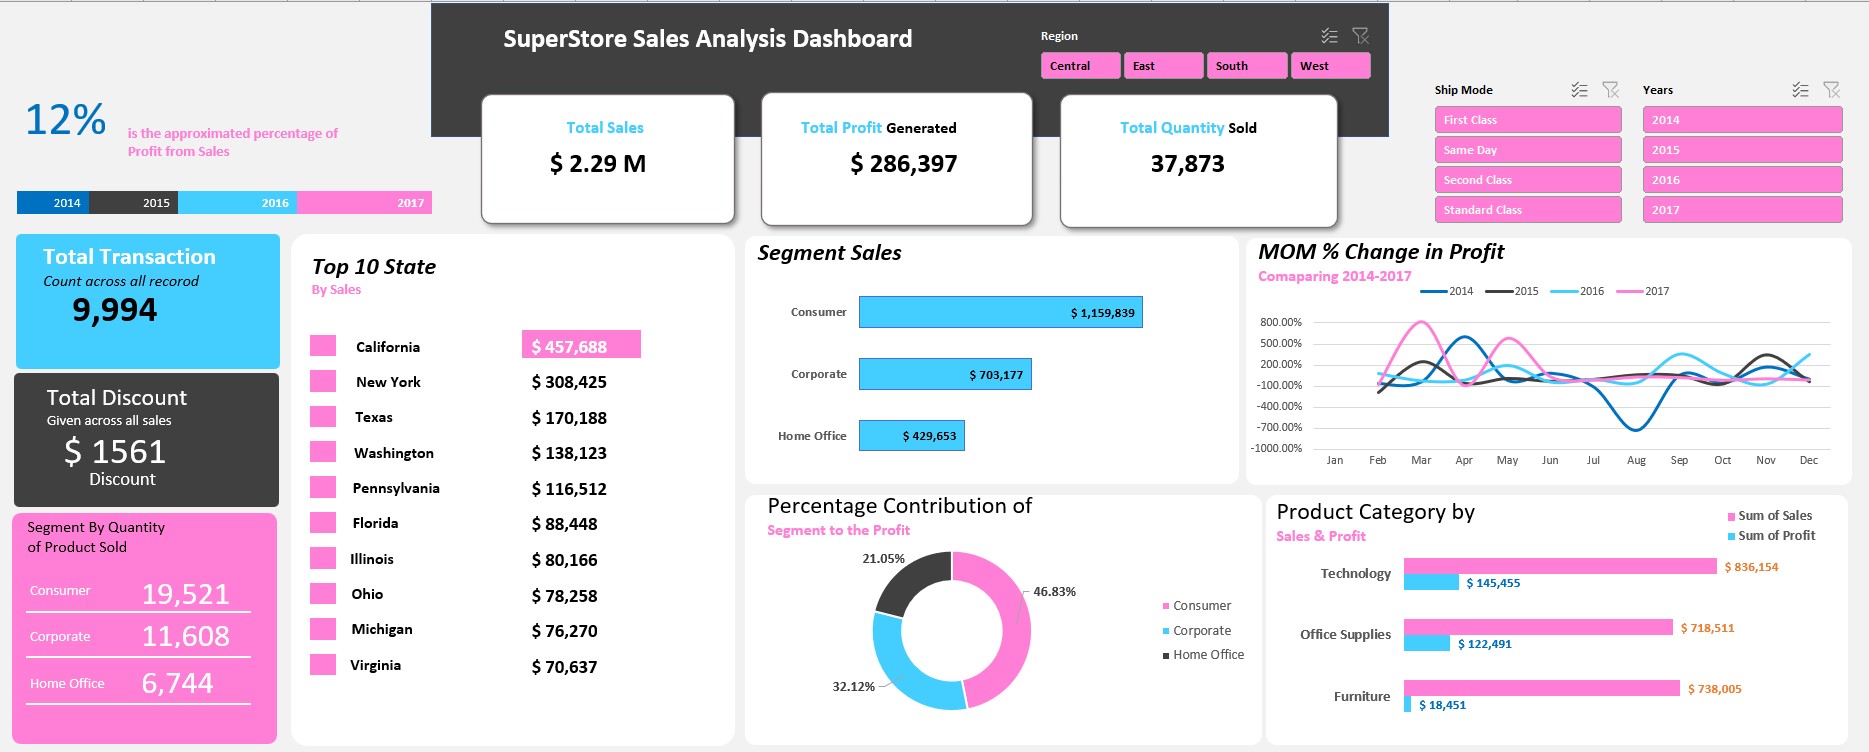 SuperStore Sales Analysis Dashboard
Region
Central
East
South
West
12%
is the approximated percentage of
Profit from Sales
2014
2015
2016
2017
Total Sales
$ 2.29 M
Total Profit Generated
$ 286,397
Total Quantity Sold
37,873
Ship Mode
First Class
Same Day
Second Class
Standard Class
Years
2014
2015
2016
2017
Total Transaction
Count across all recorod
9,994
Total Discount
Given across all sales
$ 1561
Discount
Segment By Quantity
of Product Sold
Consumer 19,521
Corporate 11,608
Home Office 6,744
Top 10 State
By Sales
California $ 457,688
New York $ 308,425
Texas $ 170,188
Washington $ 138,123
Pennsylvania $ 116,512
Florida $ 88,448
Illinois $ 80,166
Ohio $ 78,258
Michigan $ 76,270
Virginia $ 70,637
Segment Sales
Consumer $ 1,159,839
Corporate $ 703,177
Home Office $ 429,653
MOM % Change in Profit
Comaparing 2014-2017
2014 2015 2016 2017
800.00%
500.00%
200.00%
-100.00%
-400.00%
-700.00%
-1000.00%
Jan Feb Mar Apr May Jun Jul Aug Sep Oct Nov Dec
Percentage Contribution of
Segment to the Profit
21.05%
46.83%
32.12%
Consumer
Corporate
Home Office
Product Category by
Sales & Profit
Sum of Sales
Sum of Profit
Technology
$ 836,154
$ 145,455
Office Supplies
$ 718,511
$ 122,491
Furniture
$ 738,005
$ 18,451